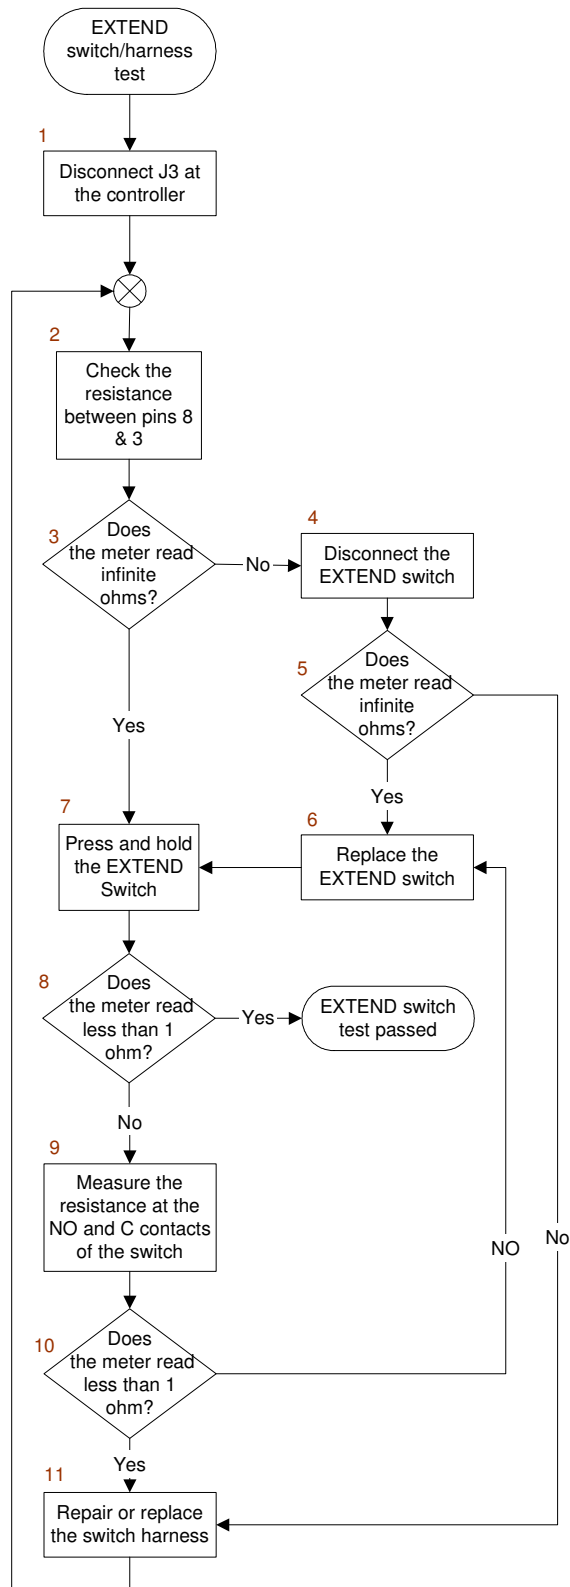 EXTEND
switch/harness
test
1
Disconnect J3 at
the controller
2
Check the
resistance
between pins 8
& 3
3
Does
the meter read
infinite
ohms?
No
4
Disconnect the
EXTEND switch
5
Does
the meter read
infinite
ohms?
Yes
Yes
6
Replace the
EXTEND switch
7
Press and hold
the EXTEND
Switch
8
Does
the meter read
less than 1
ohm?
Yes
EXTEND switch
test passed
No
9
Measure the
resistance at the
NO and C contacts
of the switch
NO
No
10
Does
the meter read
less than 1
ohm?
Yes
11
Repair or replace
the switch harness